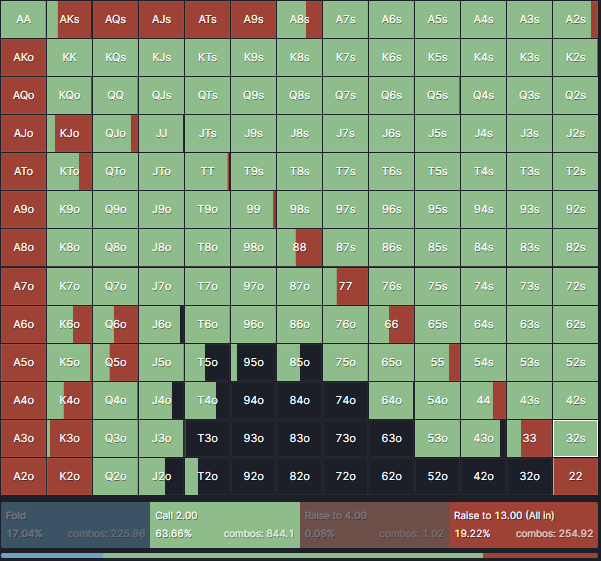 AA AKs AQs AJs ATs A9s A8s A7s A6s A5s A4s A3s A2s
AKo KK KQs KJs KTs K9s K8s K7s K6s K5s K4s K3s K2s
AQo KQo QQ QJs QTs Q9s Q8s Q7s Q6s Q5s Q4s Q3s Q2s
AJo KJo QJo JJ JTs J9s J8s J7s J6s J5s J4s J3s J2s
ATo KTo QTo JTo TT T9s T8s T7s T6s T5s T4s T3s T2s
A9o K9o Q9o J9o T9o 99 98s 97s 96s 95s 94s 93s 92s
A8o K8o Q8o J8o T8o 98o 88 87s 86s 85s 84s 83s 82s
A7o K7o Q7o J7o T7o 97o 87o 77 76s 75s 74s 73s 72s
A6o K6o Q6o J6o T6o 96o 86o 76o 66 65s 64s 63s 62s
A5o K5o Q5o J5o T5o 95o 85o 75o 65o 55 54s 53s 52s
A4o K4o Q4o J4o T4o 94o 84o 74o 64o 54o 44 43s 42s
A3o K3o Q3o J3o T3o 93o 83o 73o 63o 53o 43o 33 32s
A2o K2o Q2o J2o T2o 92o 82o 72o 62o 52o 42o 32o 22
Fold Call 2.00 Raise to 4.00 Raise to 13.00 (All in)
17.04% combos: 225.96 63.66% combos: 844.1 0.08% combos: 1.02 19.22% combos: 254.92